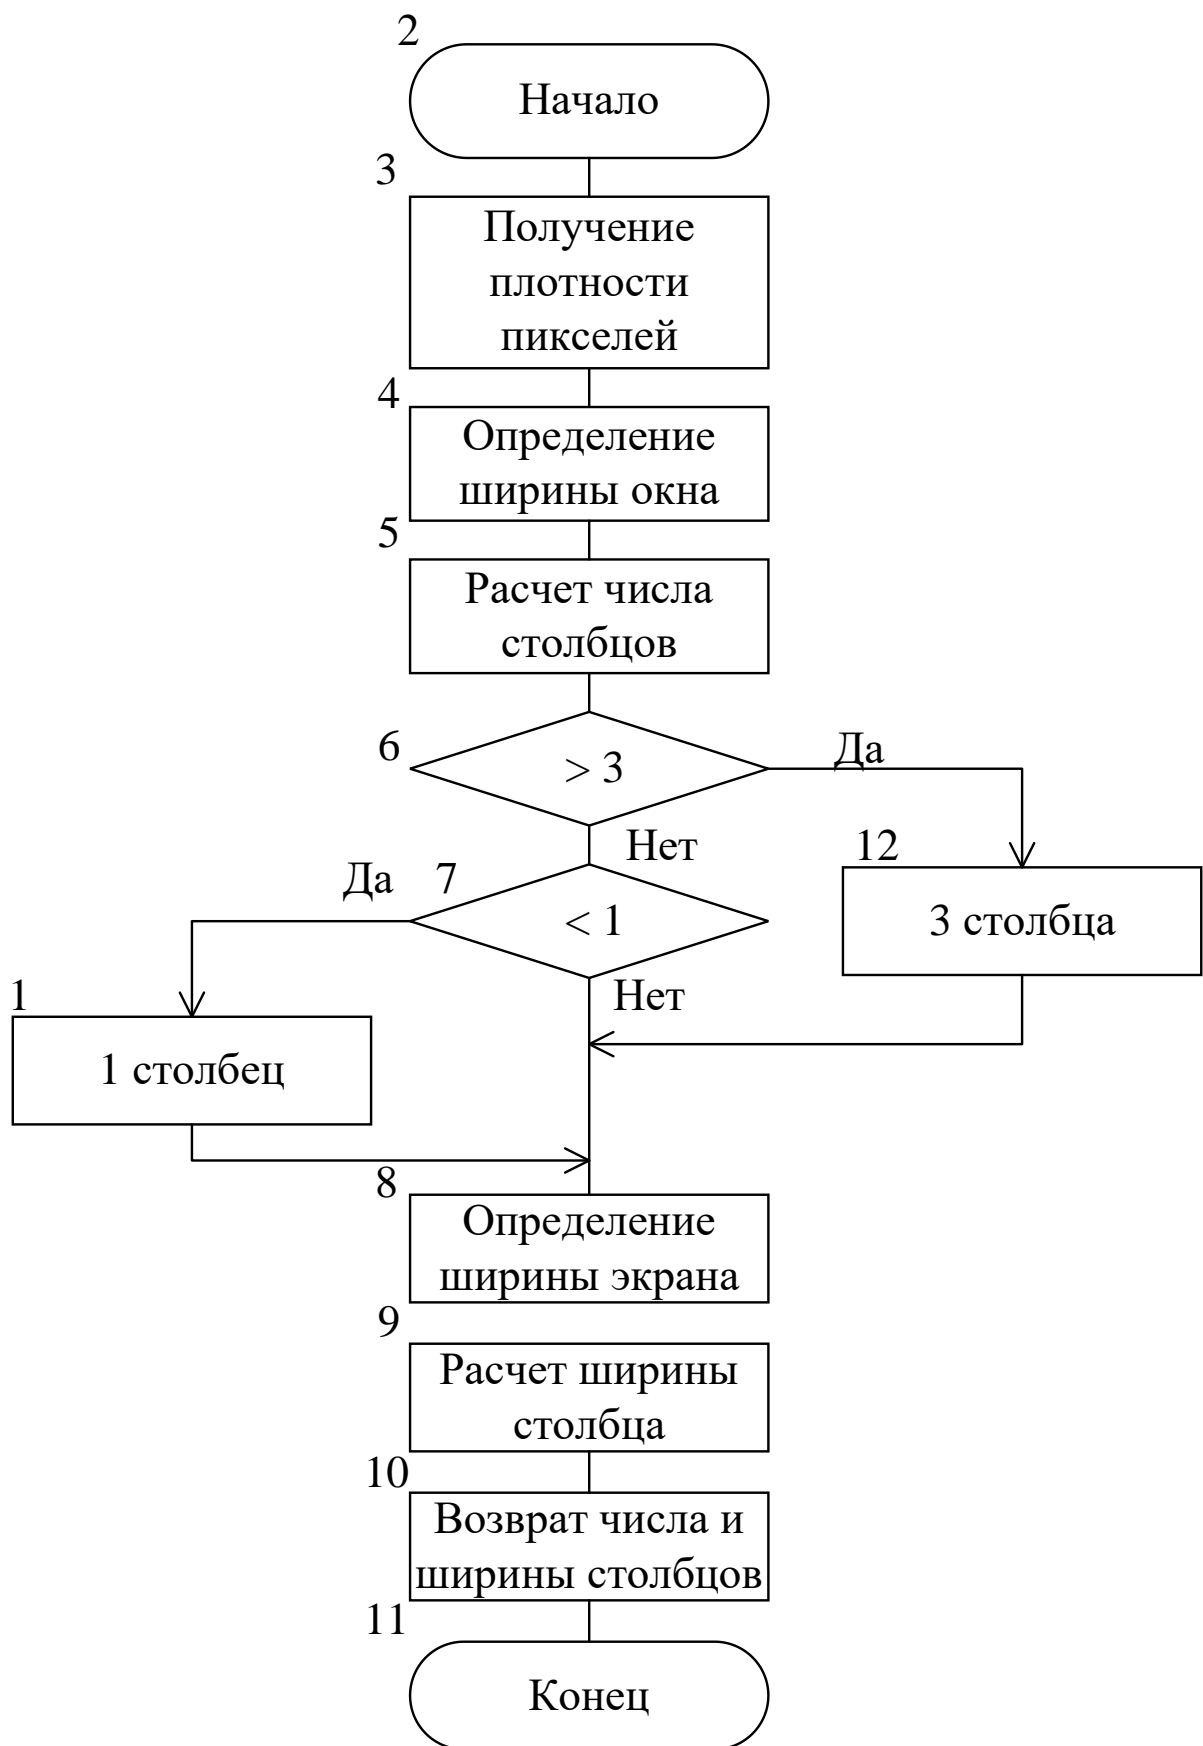 2
Начало
3
Получение
плотности
пикселей
4
Определение
ширины окна
5
Расчет числа
столбцов
6
> 3
Да
Нет
12
3 столбца
Да
7
< 1
Нет
1
1 столбец
8
Определение
ширины экрана
9
Расчет ширины
столбца
10
Возврат числа и
ширины столбцов
11
Конец